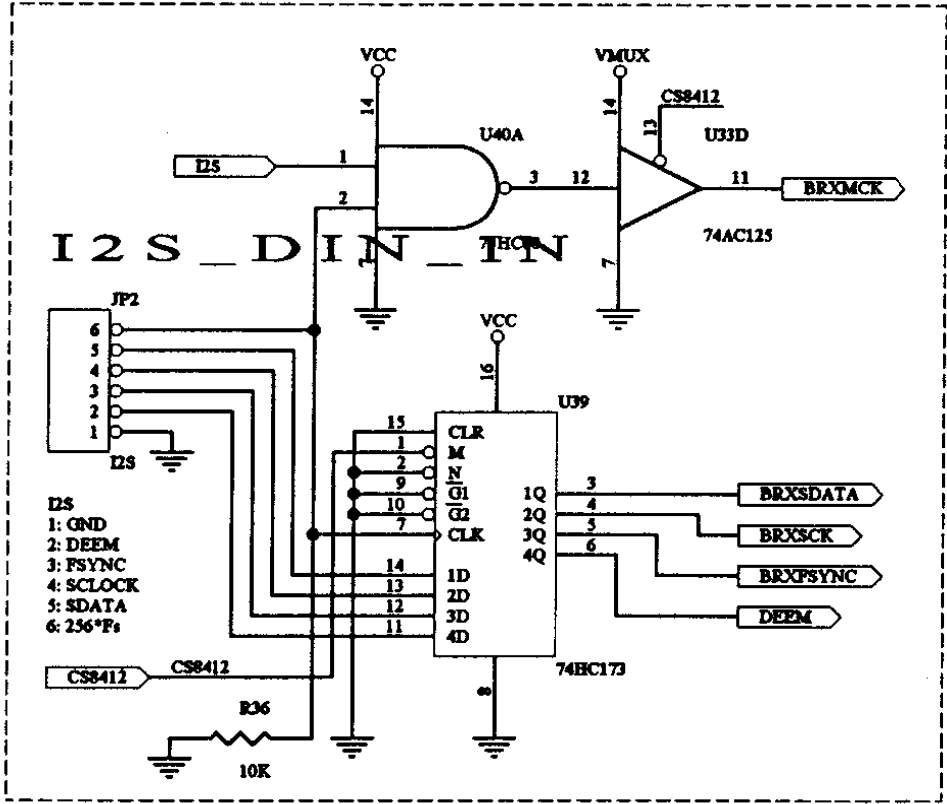 VCC
VMUX
14
14
CS8412
13
U40A
U33D
I2S
1
2
3
12
11
BRXMCK
I2S_DIN_IN
74AC125
7
7
JP2
6
5
4
3
2
1
I2S
VCC
16
U39
15
CLR
1
M
2
N
9
G1
10
G2
7
CLK
14
1D
13
2D
12
3D
11
4D
1Q
3
BRXSDATA
2Q
4
BRXSCK
3Q
5
BRXFSYNC
4Q
6
DEEM
I2S
1: GND
2: DEEM
3: FSYNC
4: SCLOCK
5: SDATA
6: 256*Fs
CS8412
CS8412
8
74HC173
R36
10K